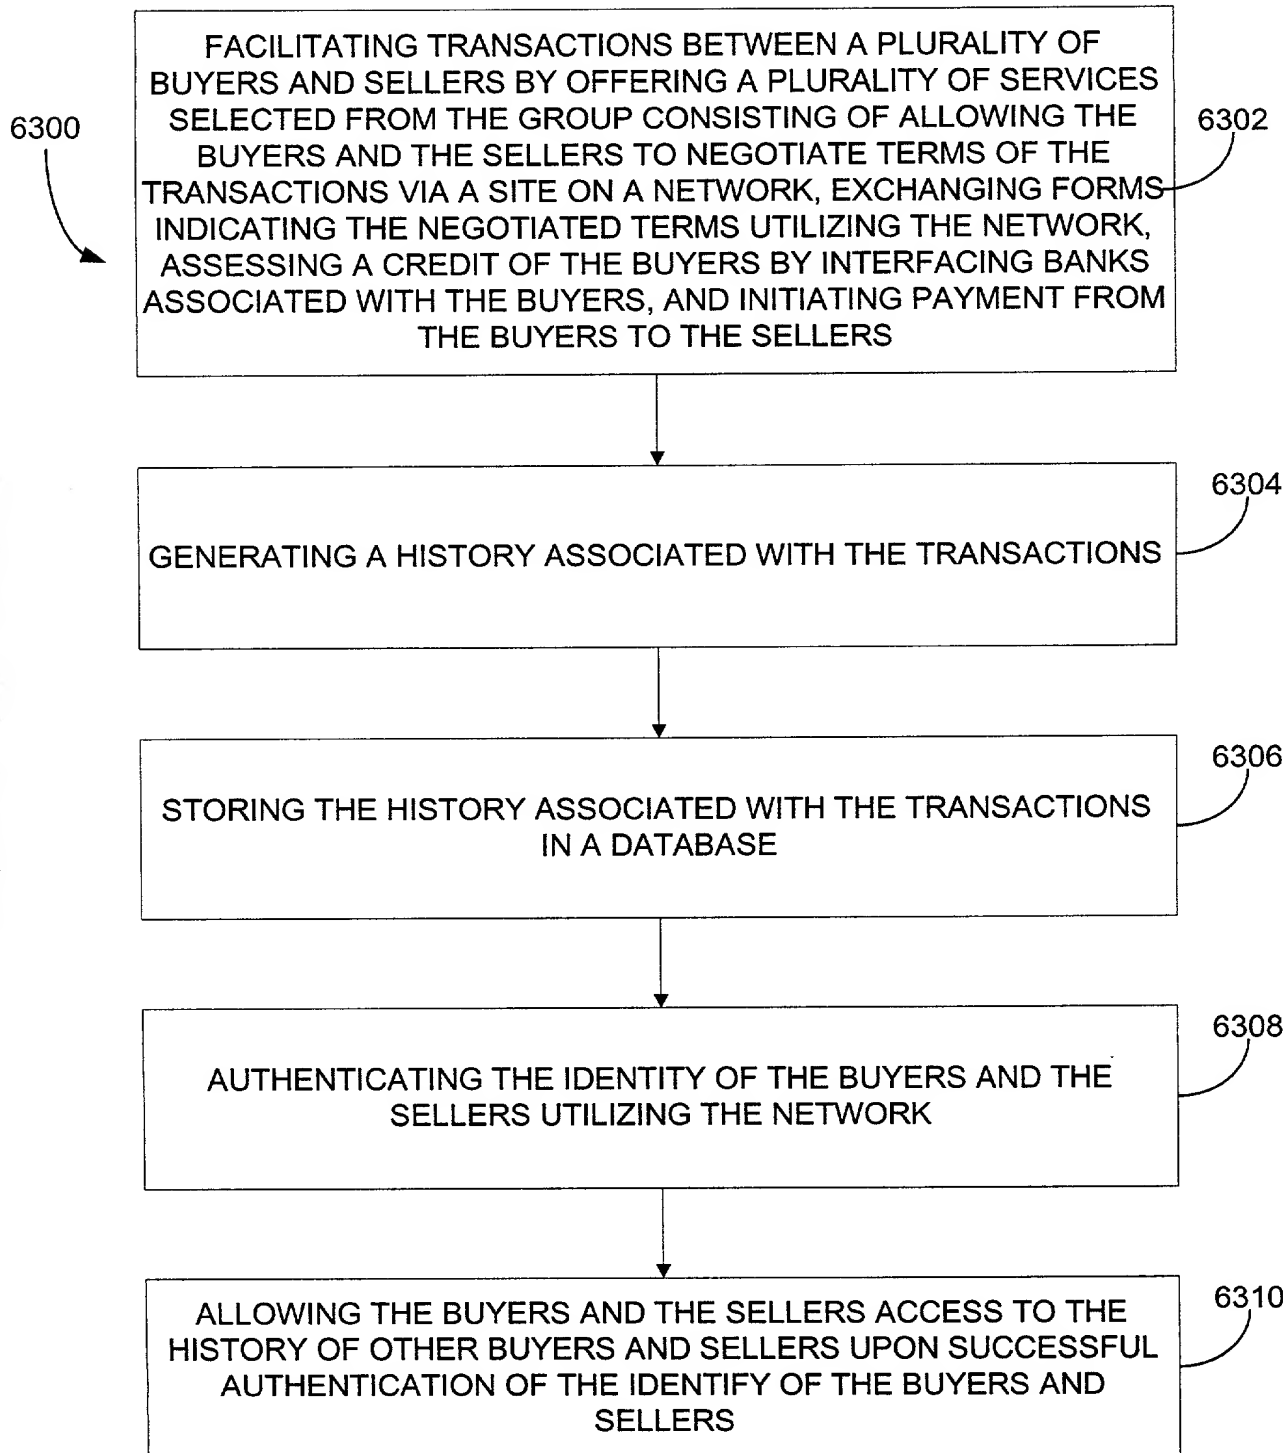 6300
FACILITATING TRANSACTIONS BETWEEN A PLURALITY OF
BUYERS AND SELLERS BY OFFERING A PLURALITY OF SERVICES
SELECTED FROM THE GROUP CONSISTING OF ALLOWING THE
BUYERS AND THE SELLERS TO NEGOTIATE TERMS OF THE
TRANSACTIONS VIA A SITE ON A NETWORK, EXCHANGING FORMS
INDICATING THE NEGOTIATED TERMS UTILIZING THE NETWORK,
ASSESSING A CREDIT OF THE BUYERS BY INTERFACING BANKS
ASSOCIATED WITH THE BUYERS, AND INITIATING PAYMENT FROM
THE BUYERS TO THE SELLERS
6302
GENERATING A HISTORY ASSOCIATED WITH THE TRANSACTIONS
6304
STORING THE HISTORY ASSOCIATED WITH THE TRANSACTIONS
IN A DATABASE
6306
AUTHENTICATING THE IDENTITY OF THE BUYERS AND THE
SELLERS UTILIZING THE NETWORK
6308
ALLOWING THE BUYERS AND THE SELLERS ACCESS TO THE
HISTORY OF OTHER BUYERS AND SELLERS UPON SUCCESSFUL
AUTHENTICATION OF THE IDENTIFY OF THE BUYERS AND
SELLERS
6310